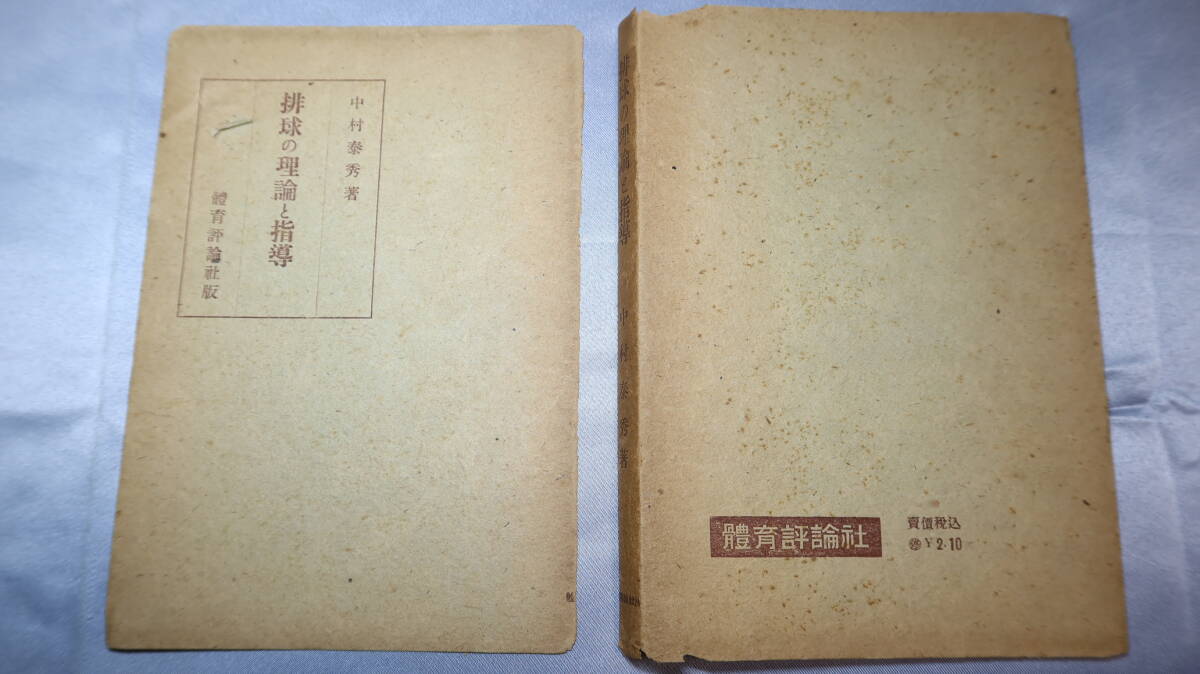 中村泰秀著
排球の理論と指導
體育評論社版
排球の理論と指導 中村泰秀著
體育評論社
賣價税込
¥2.10